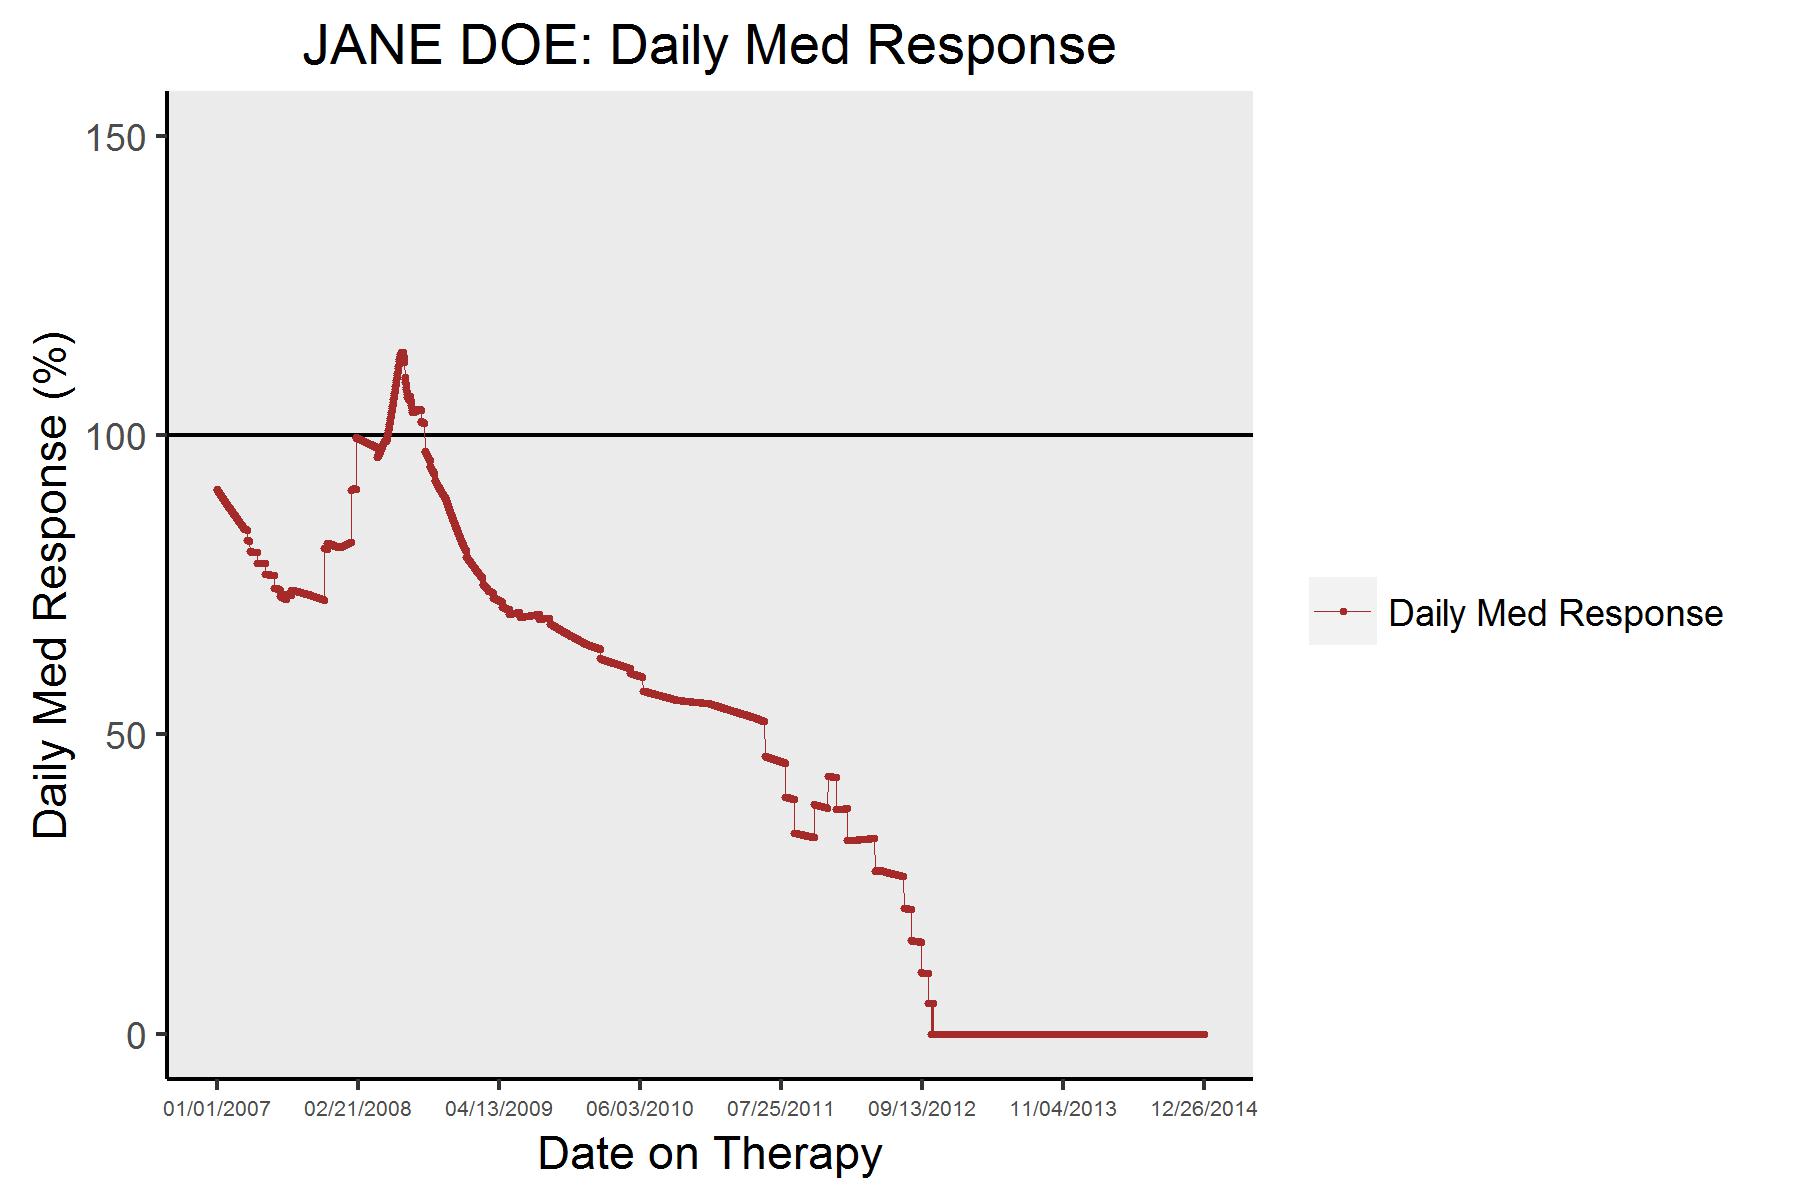 JANE DOE: Daily Med Response
Daily Med Response (%)
150
100
50
0
01/01/2007 02/21/2008 04/13/2009 06/03/2010 07/25/2011 09/13/2012 11/04/2013 12/26/2014
Date on Therapy
Daily Med Response